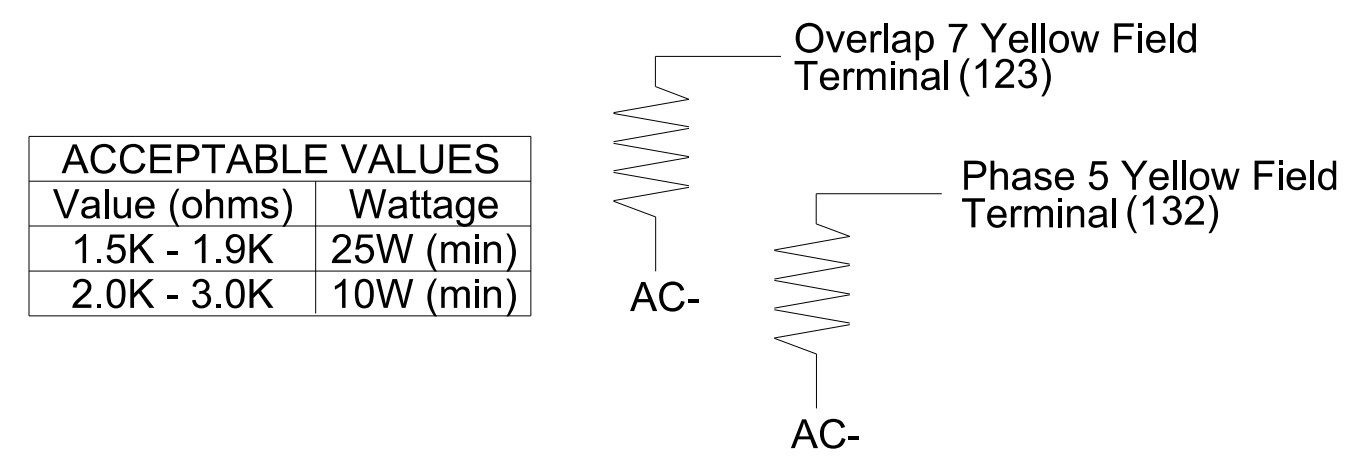 Overlap 7 Yellow Field
Terminal (123)
ACCEPTABLE VALUES
Value (ohms) Wattage
1.5K - 1.9K 25W (min)
2.0K - 3.0K 10W (min)
AC-
Phase 5 Yellow Field
Terminal (132)
AC-